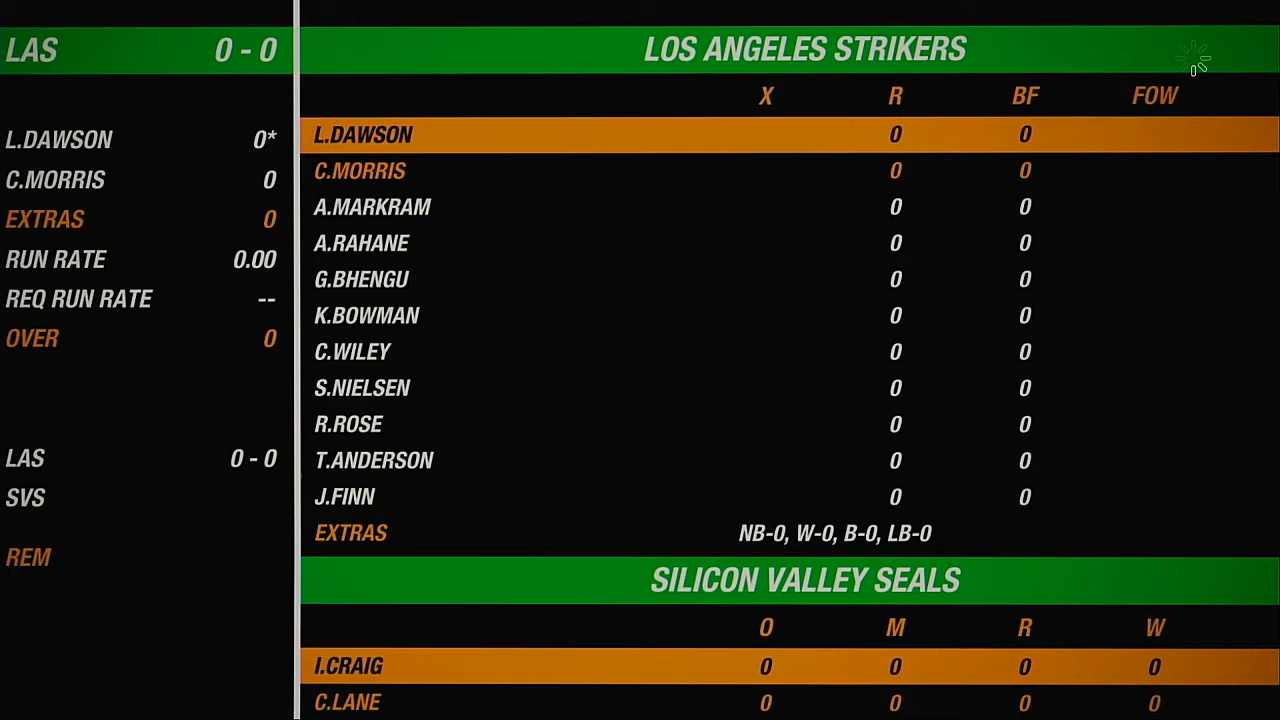 LAS 0 - 0
L.DAWSON 0*
C.MORRIS 0
EXTRAS 0
RUN RATE 0.00
REQ RUN RATE --
OVER 0
LAS 0 - 0
SVS
REM
LOS ANGELES STRIKERS
X R BF FOW
L.DAWSON 0 0
C.MORRIS 0 0
A.MARKRAM 0 0
A.RAHANE 0 0
G.BHENGU 0 0
K.BOWMAN 0 0
C.WILEY 0 0
S.NIELSEN 0 0
R.ROSE 0 0
T.ANDERSON 0 0
J.FINN 0 0
EXTRAS NB-0, W-0, B-0, LB-0
SILICON VALLEY SEALS
O M R W
I.CRAIG 0 0 0 0
C.LANE 0 0 0 0